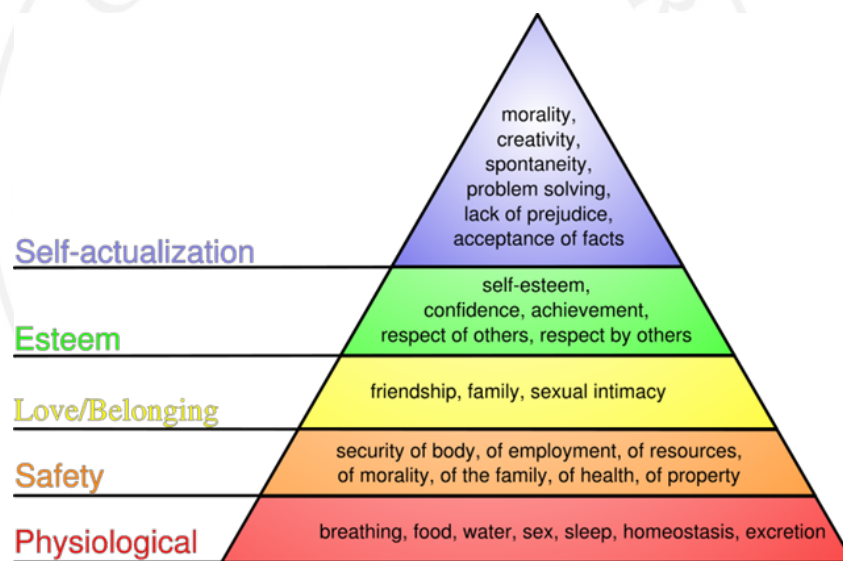 morality,
creativity,
spontaneity,
problem solving,
lack of prejudice,
acceptance of facts
Self-actualization
self-esteem,
confidence, achievement,
respect of others, respect by others
Esteem
friendship, family, sexual intimacy
Love/Belonging
security of body, of employment, of resources,
of morality, of the family, of health, of property
Safety
breathing, food, water, sex, sleep, homeostasis, excretion
Physiological